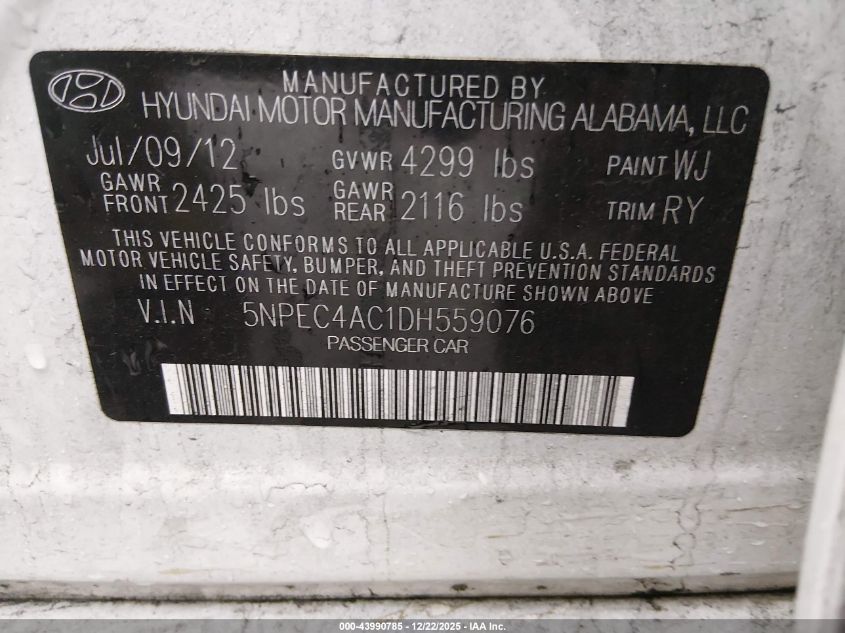 MANUFACTURED BY
HYUNDAI MOTOR MANUFACTURING ALABAMA, LLC
Jul/09/12 GVWR 4299 lbs PAINT WJ
GAWR FRONT 2425 lbs GAWR REAR 2116 lbs TRIM RY
THIS VEHICLE CONFORMS TO ALL APPLICABLE U.S.A. FEDERAL
MOTOR VEHICLE SAFETY, BUMPER, AND THEFT PREVENTION STANDARDS
IN EFFECT ON THE DATE OF MANUFACTURE SHOWN ABOVE
V.I.N 5NPEC4AC1DH559076
PASSENGER CAR
000-43990785 - 12/22/2025 - IAA Inc.